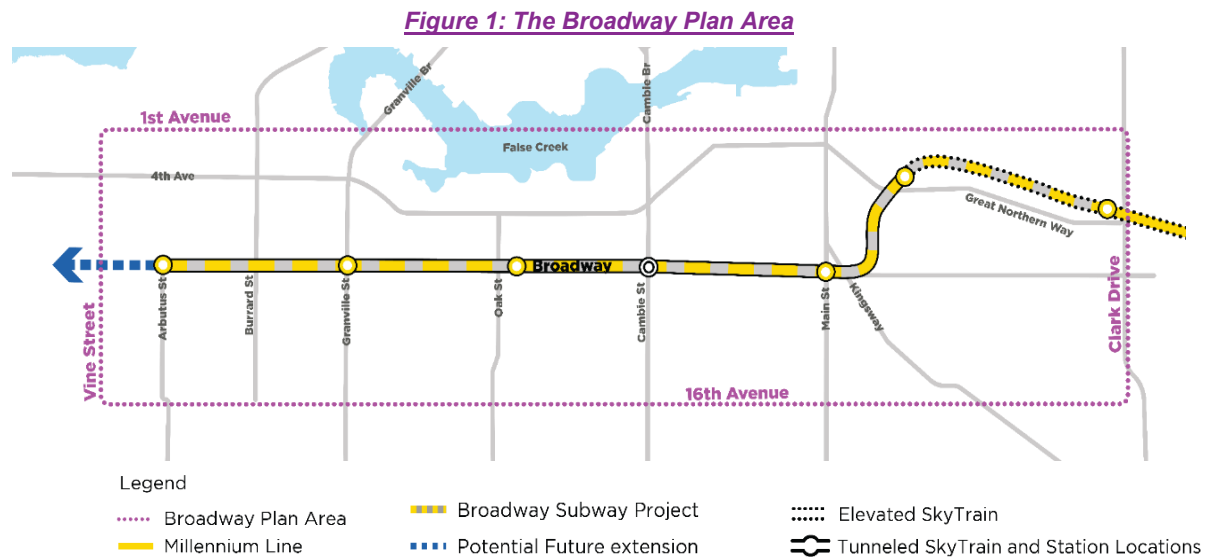 Figure 1: The Broadway Plan Area
1st Avenue
Granville Br
Cambie Br
False Creek
4th Ave
Great Northern Way
Broadway
Vine Street
Arbutus St
Burrard St
Granville St
Oak St
Cambie St
Main St
Kingsway
Clark Drive
16th Avenue
Legend
Broadway Plan Area
Millennium Line
Broadway Subway Project
Potential Future extension
Elevated SkyTrain
Tunneled SkyTrain and Station Locations